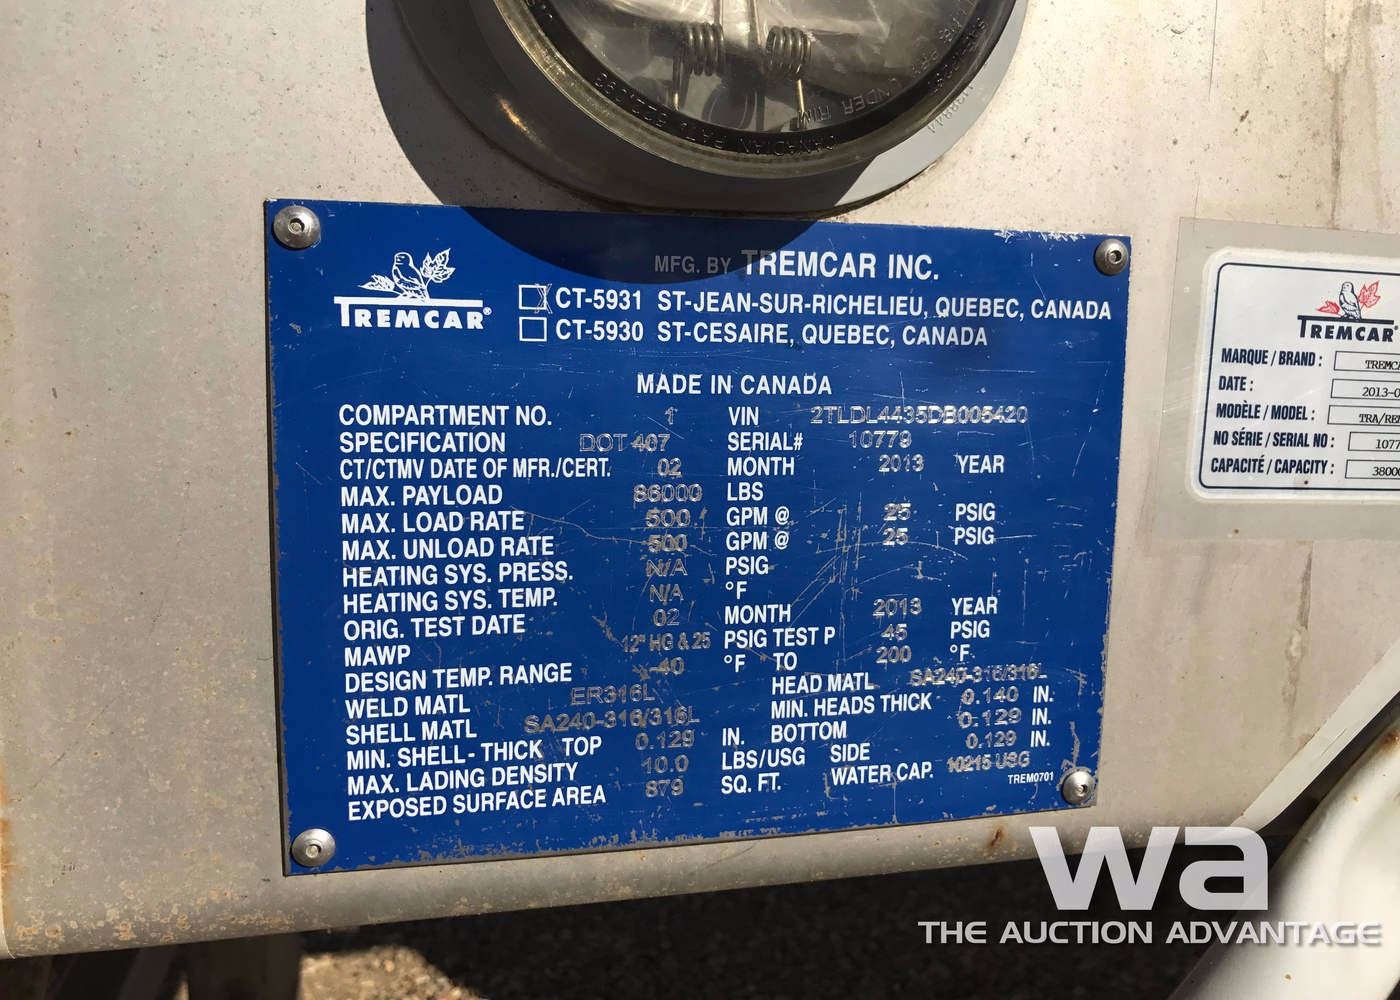 MFG. BY TREMCAR INC.
TREMCAR®
CT-5931 ST-JEAN-SUR-RICHELIEU, QUEBEC, CANADA
CT-5930 ST-CESAIRE, QUEBEC, CANADA
MADE IN CANADA
COMPARTMENT NO. 1 VIN 2TLDL4435DB005420
SPECIFICATION DOT 407 SERIAL# 10779
CT/CTMV DATE OF MFR./CERT. 02 MONTH 2013 YEAR
MAX. PAYLOAD 86000 LBS
MAX. LOAD RATE 500 GPM @ 25 PSIG
MAX. UNLOAD RATE 500 GPM @ 25 PSIG
HEATING SYS. PRESS. N/A PSIG
HEATING SYS. TEMP. N/A °F
ORIG. TEST DATE 02 MONTH 2013 YEAR
MAWP 12" HG & 25 PSIG TEST P 45 PSIG
DESIGN TEMP. RANGE -40 °F TO 200 °F
WELD MATL ER316L HEAD MATL SA240-316/316L
SHELL MATL SA240-316/316L MIN. HEADS THICK 0.140 IN.
MIN. SHELL - THICK TOP 0.129 IN. BOTTOM 0.129 IN.
MAX. LADING DENSITY 10.0 LBS/USG SIDE 0.129 IN.
EXPOSED SURFACE AREA 879 SQ. FT. WATER CAP. 10215 USG
TREM0701
TREMCAR
MARQUE / BRAND : TREMCA
DATE : 2013-0
MODÈLE / MODEL : TRA/REM
NO SÉRIE / SERIAL NO : 1077
CAPACITÉ / CAPACITY : 38000
wa
THE AUCTION ADVANTAGE